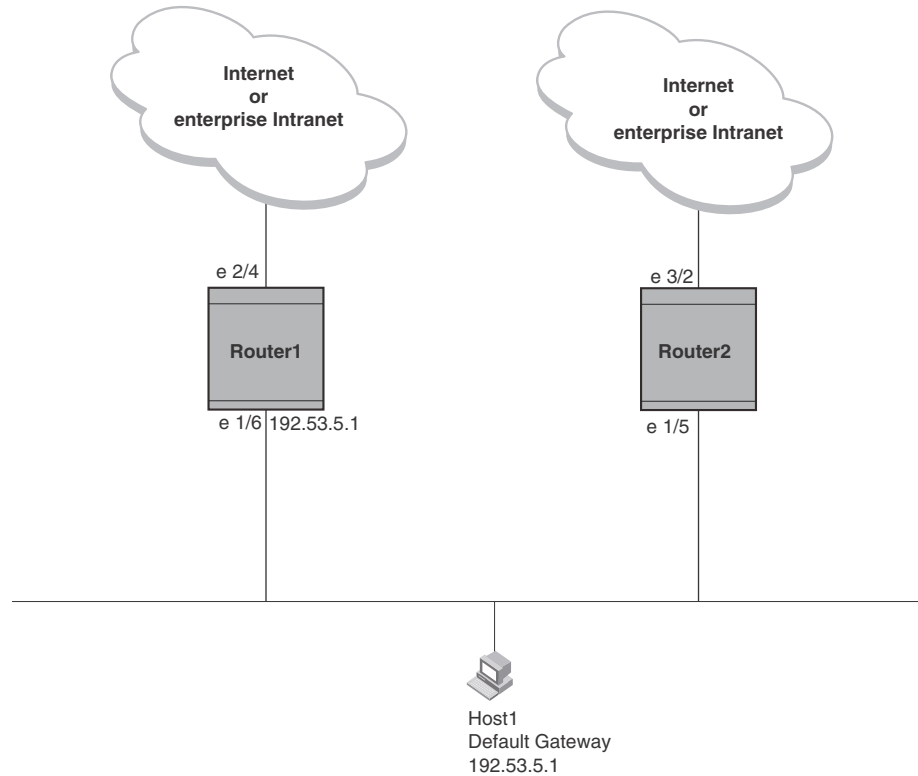 Internet
or
enterprise Intranet
Internet
or
enterprise Intranet
e 2/4
e 3/2
Router1
Router2
e 1/6 192.53.5.1
e 1/5
Host1
Default Gateway
192.53.5.1